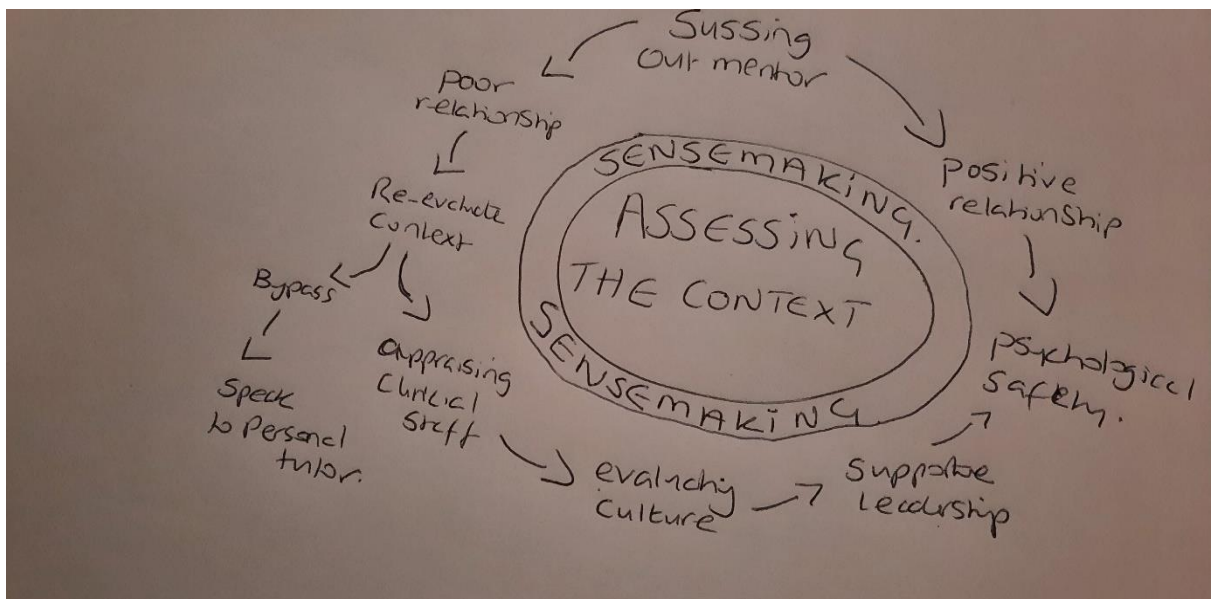 Sussing
out mentor
Poor
relationship
Re-evaluate
Context
Bypass
Speak
to Personal
tutor.
appraising
Clinical
Staff
evaluating
Culture
Supportive
Leadership
Psychological
Safety.
Positive
relationship
SENSEMAKING.
ASSESSING
THE CONTEXT
SENSEMAKING